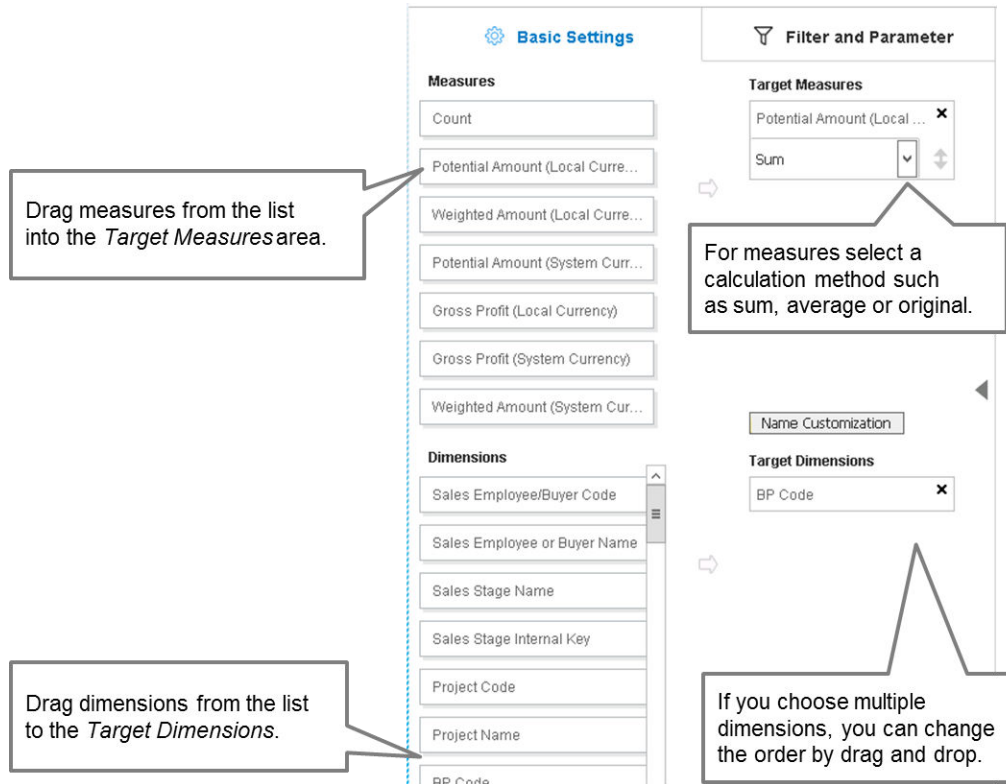 Basic Settings
Filter and Parameter
Measures
Count
Potential Amount (Local Curre...
Weighted Amount (Local Curre...
Potential Amount (System Curr...
Gross Profit (Local Currency)
Gross Profit (System Currency)
Weighted Amount (System Cur...
Dimensions
Sales Employee/Buyer Code
Sales Employee or Buyer Name
Sales Stage Name
Sales Stage Internal Key
Project Code
Project Name
BP Code
Target Measures
Potential Amount (Local ...
Sum
Name Customization
Target Dimensions
BP Code
Drag measures from the list
into the Target Measures area.
For measures select a
calculation method such
as sum, average or original.
Drag dimensions from the list
to the Target Dimensions.
If you choose multiple
dimensions, you can change
the order by drag and drop.